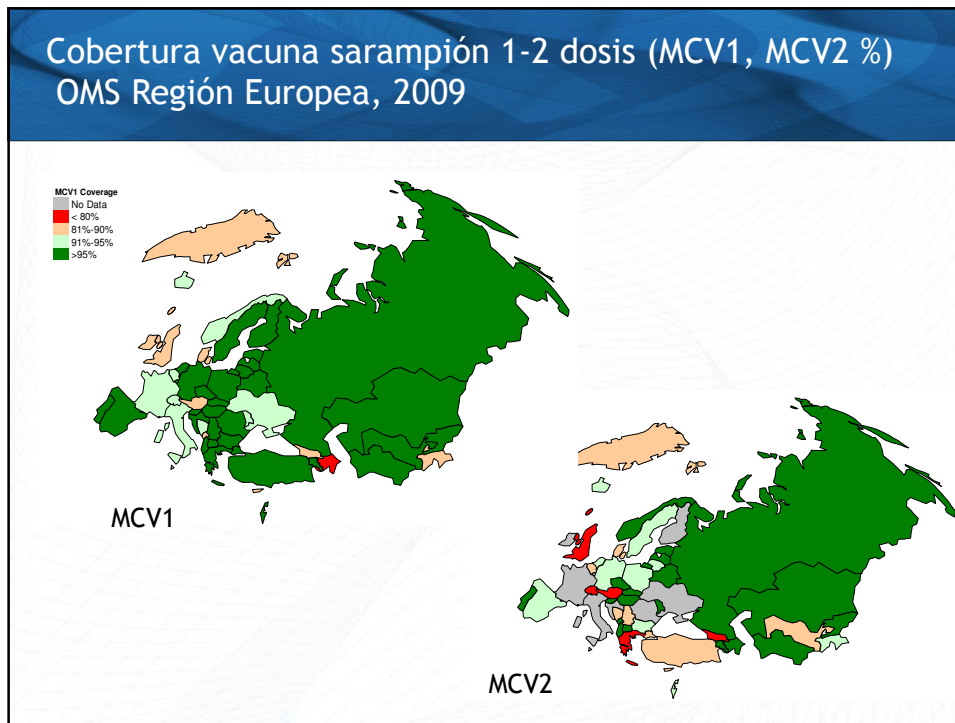 Cobertura vacuna sarampión 1-2 dosis (MCV1, MCV2 %)
OMS Región Europea, 2009
MCV1 Coverage
No Data
< 80%
81%-90%
91%-95%
>95%
MCV1
MCV2